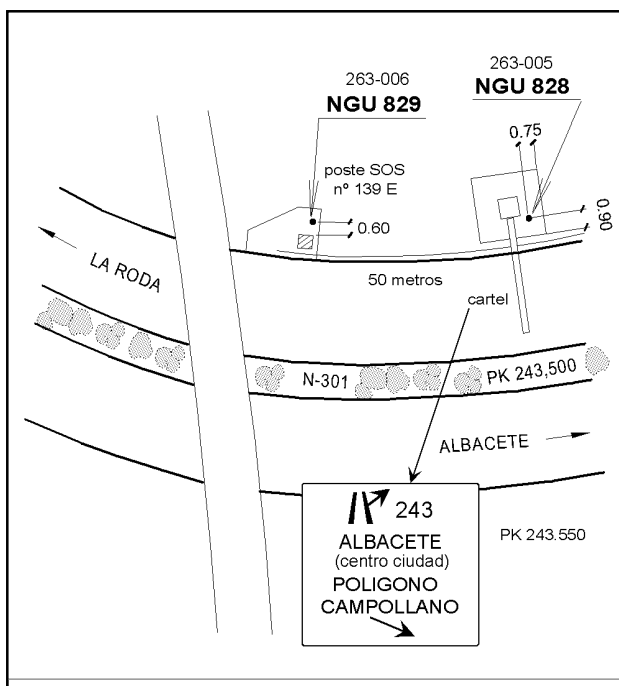 263-006
NGU 829
263-005
NGU 828
0.75
poste SOS
nº 139 E
0.60
0.90
LA RODA
50 metros
cartel
N-301
PK 243,500
ALBACETE
243
ALBACETE
(centro ciudad)
POLIGONO
CAMPOLLANO
PK 243.550